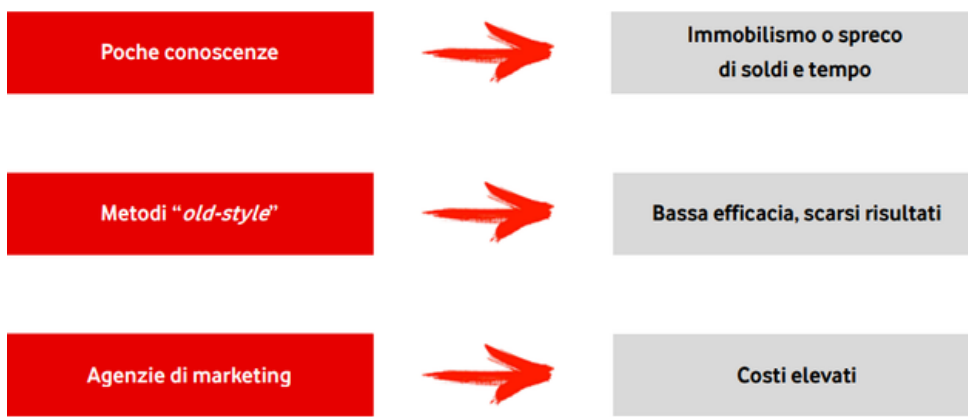 Poche conoscenze
Immobilismo o spreco
di soldi e tempo
Metodi “old-style”
Bassa efficacia, scarsi risultati
Agenzie di marketing
Costi elevati